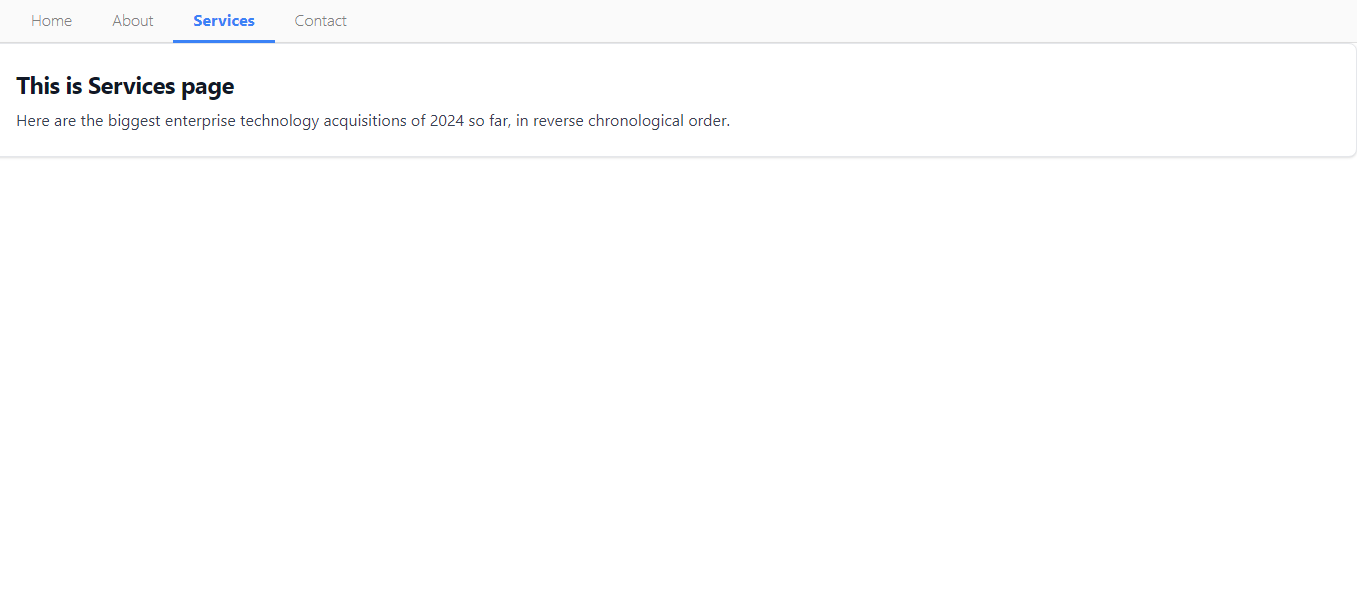 Home About Services Contact
This is Services page
Here are the biggest enterprise technology acquisitions of 2024 so far, in reverse chronological order.